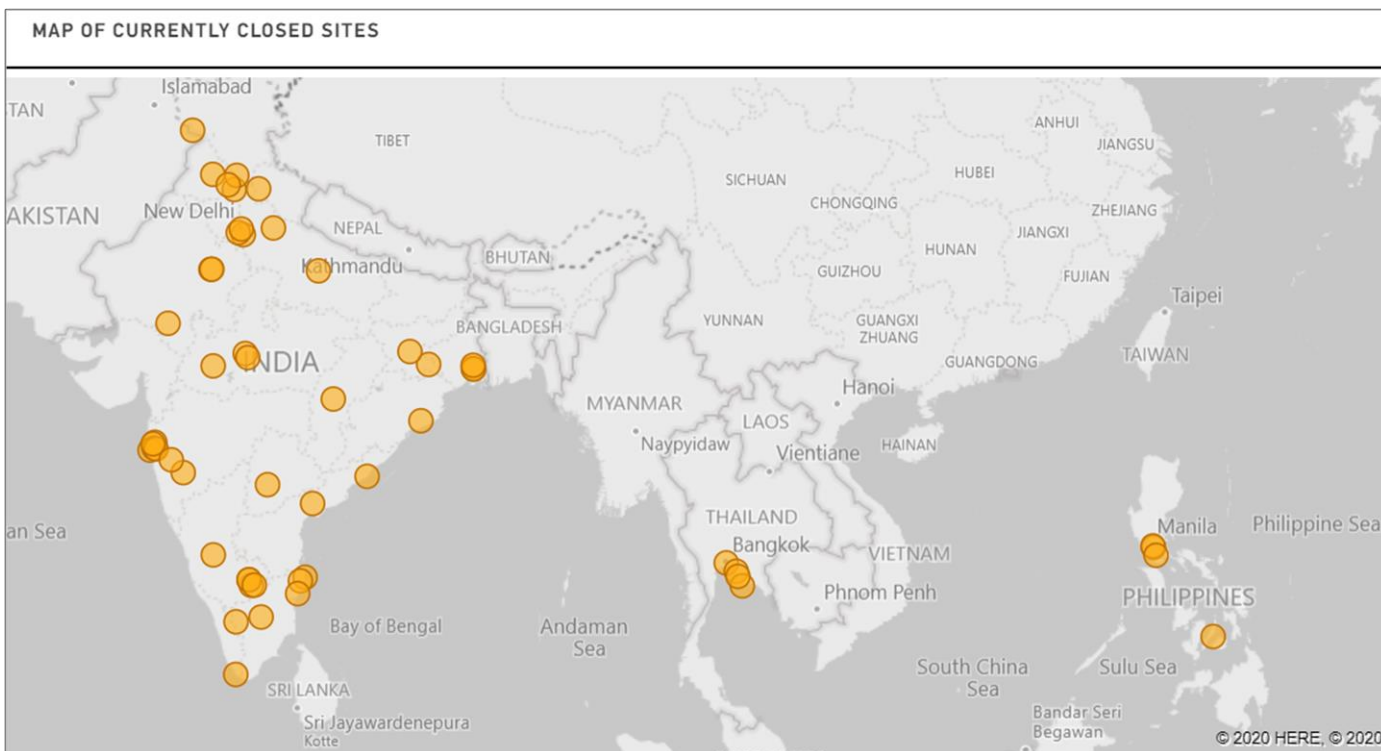 MAP OF CURRENTLY CLOSED SITES
Islamabad
TAN
TIBET
ANHUI
JIANGSU
HUBEI
SICHUAN
CHONGQING
ZHEJIANG
AKISTAN
New Delhi
NEPAL
JIANGXI
HUNAN
BHUTAN
Kathmandu
GUIZHOU
FUJIAN
Taipei
YUNNAN
GUANGXI
ZHUANG
BANGLADESH
TAIWAN
INDIA
GUANGDONG
Hanoi
MYANMAR
LAOS
Naypyidaw
HAINAN
Vientiane
THAILAND
Manila
Philippine Sea
an Sea
Bangkok
VIETNAM
Phnom Penh
PHILIPPINES
Bay of Bengal
Andaman
Sea
South China
Sea
Sulu Sea
SRI LANKA
Sri Jayawardenepura
Kotte
Bandar Seri
Begawan
© 2020 HERE, © 2020